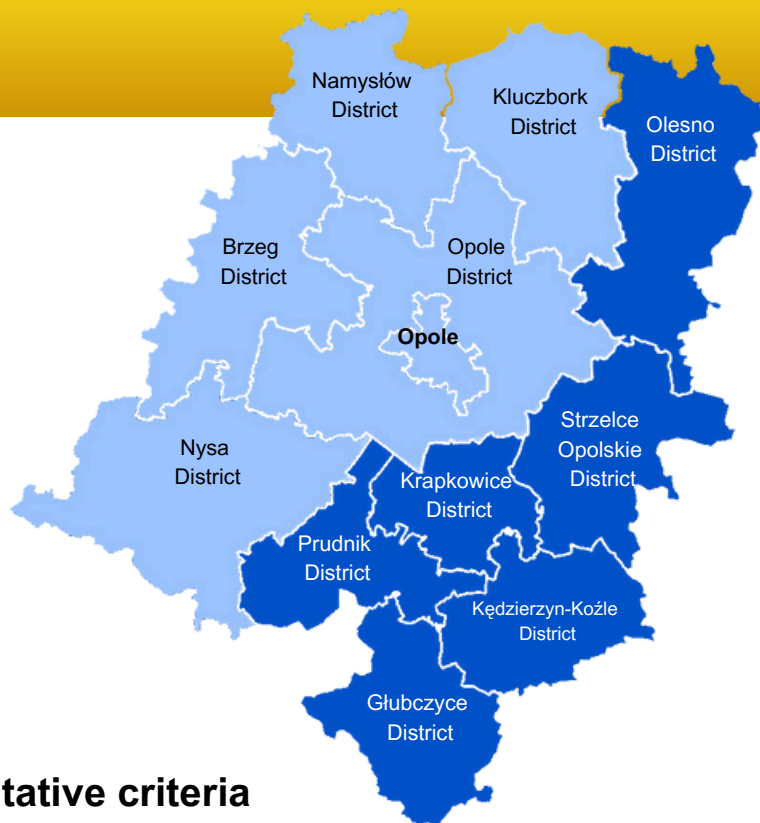 Namysłów
District
Kluczbork
District
Olesno
District
Brzeg
District
Opole
District
Opole
Strzelce
Opolskie
District
Nysa
District
Krapkowice
District
Prudnik
District
Kędzierzyn-Koźle
District
Głubczyce
District
tative criteria